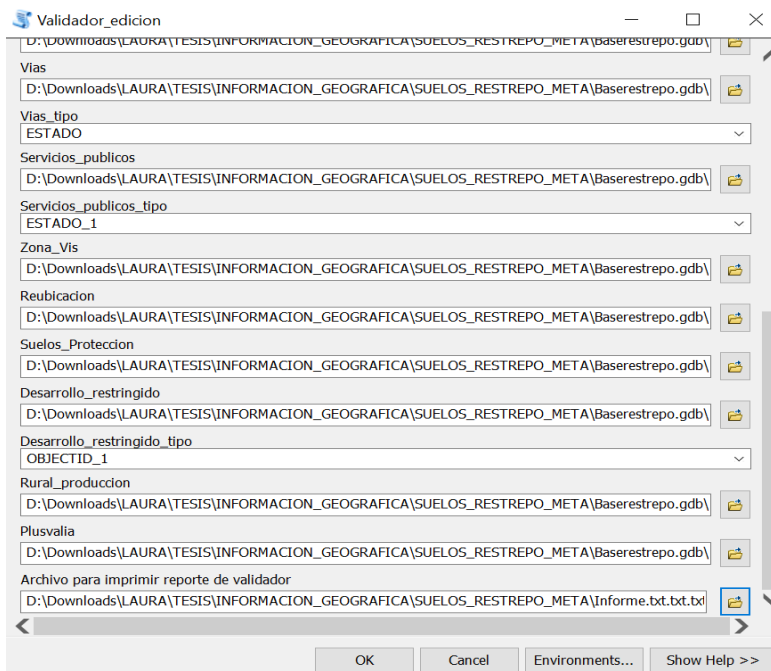 Validador_edicion
D:\Downloads\LAURA\TESIS\INFORMACION_GEOGRAFICA\SUELOS_RESTREPO_META\Baserestrepo.gdb\
Vias
D:\Downloads\LAURA\TESIS\INFORMACION_GEOGRAFICA\SUELOS_RESTREPO_META\Baserestrepo.gdb\
Vias_tipo
ESTADO
Servicios_publicos
D:\Downloads\LAURA\TESIS\INFORMACION_GEOGRAFICA\SUELOS_RESTREPO_META\Baserestrepo.gdb\
Servicios_publicos_tipo
ESTADO_1
Zona_Vis
D:\Downloads\LAURA\TESIS\INFORMACION_GEOGRAFICA\SUELOS_RESTREPO_META\Baserestrepo.gdb\
Reubicacion
D:\Downloads\LAURA\TESIS\INFORMACION_GEOGRAFICA\SUELOS_RESTREPO_META\Baserestrepo.gdb\
Suelos_Proteccion
D:\Downloads\LAURA\TESIS\INFORMACION_GEOGRAFICA\SUELOS_RESTREPO_META\Baserestrepo.gdb\
Desarrollo_restringido
D:\Downloads\LAURA\TESIS\INFORMACION_GEOGRAFICA\SUELOS_RESTREPO_META\Baserestrepo.gdb\
Desarrollo_restringido_tipo
OBJECTID_1
Rural_produccion
D:\Downloads\LAURA\TESIS\INFORMACION_GEOGRAFICA\SUELOS_RESTREPO_META\Baserestrepo.gdb\
Plusvalia
D:\Downloads\LAURA\TESIS\INFORMACION_GEOGRAFICA\SUELOS_RESTREPO_META\Baserestrepo.gdb\
Archivo para imprimir reporte de validador
D:\Downloads\LAURA\TESIS\INFORMACION_GEOGRAFICA\SUELOS_RESTREPO_META\Informe.txt.txt.txt
OK Cancel Environments... Show Help >>